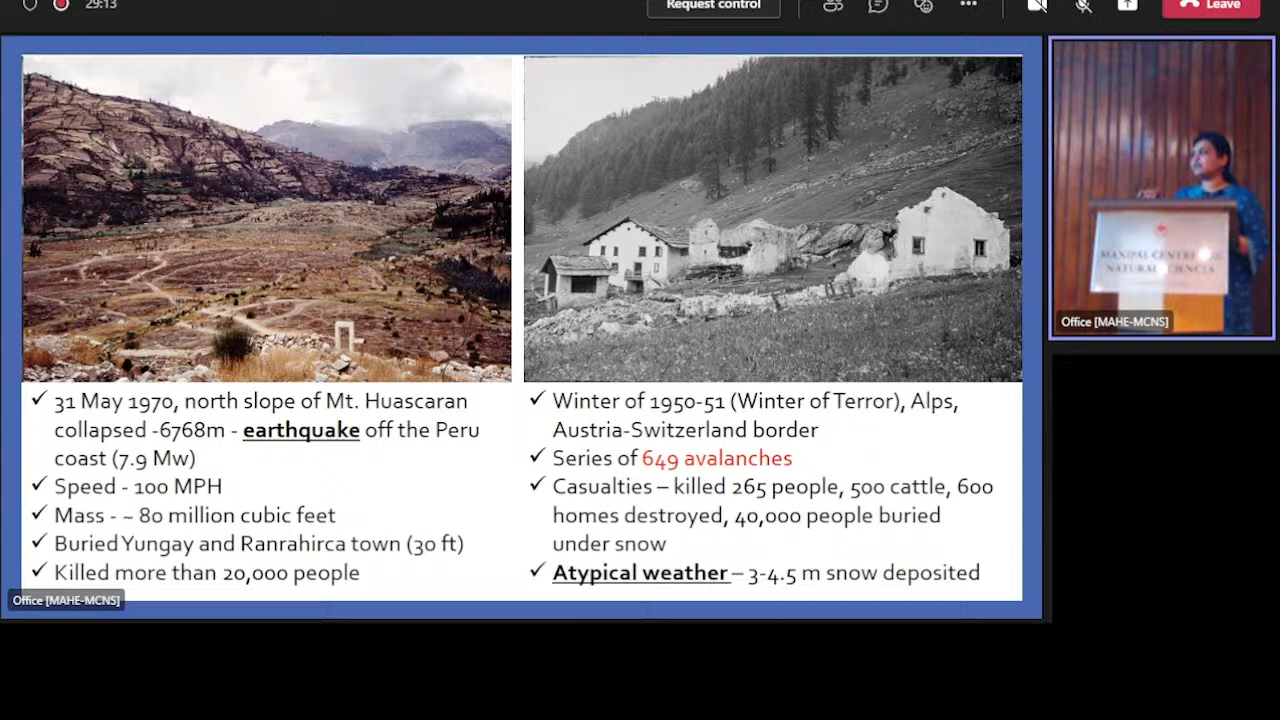 29:13
Request control
Leave
31 May 1970, north slope of Mt. Huascaran
collapsed -6768m - earthquake off the Peru
coast (7.9 Mw)
✓ Speed - 100 MPH
✓ Mass - ~ 80 million cubic feet
✓ Buried Yungay and Ranrahirca town (30 ft)
✓ Killed more than 20,000 people
✓ Winter of 1950-51 (Winter of Terror), Alps,
Austria-Switzerland border
✓ Series of 649 avalanches
✓ Casualties – killed 265 people, 500 cattle, 600
homes destroyed, 40,000 people buried
under snow
✓ Atypical weather – 3-4.5 m snow deposited
Office [MAHE-MCNS]
MANIPAL CENTRE
NATURAL SCIENCES
Office [MAHE-MCNS]